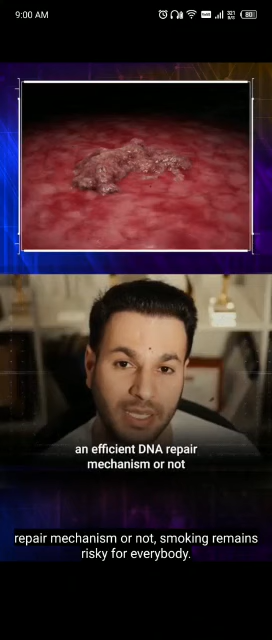 9:00 AM
80
an efficient DNA repair
mechanism or not
repair mechanism or not, smoking remains
risky for everybody.